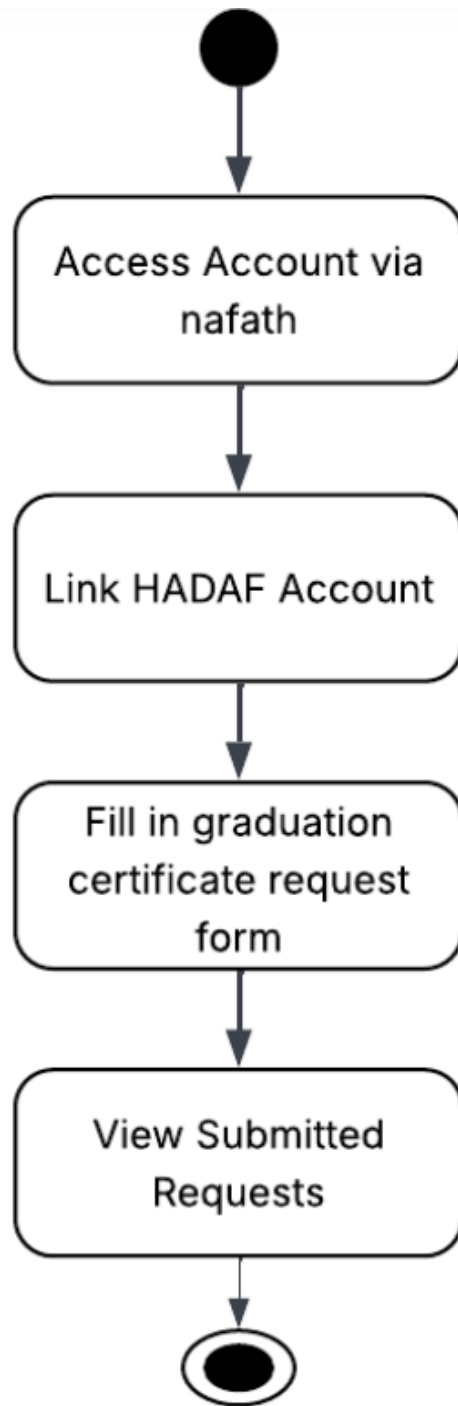 Access Account via
nafath
Link HADAF Account
Fill in graduation
certificate request
form
View Submitted
Requests